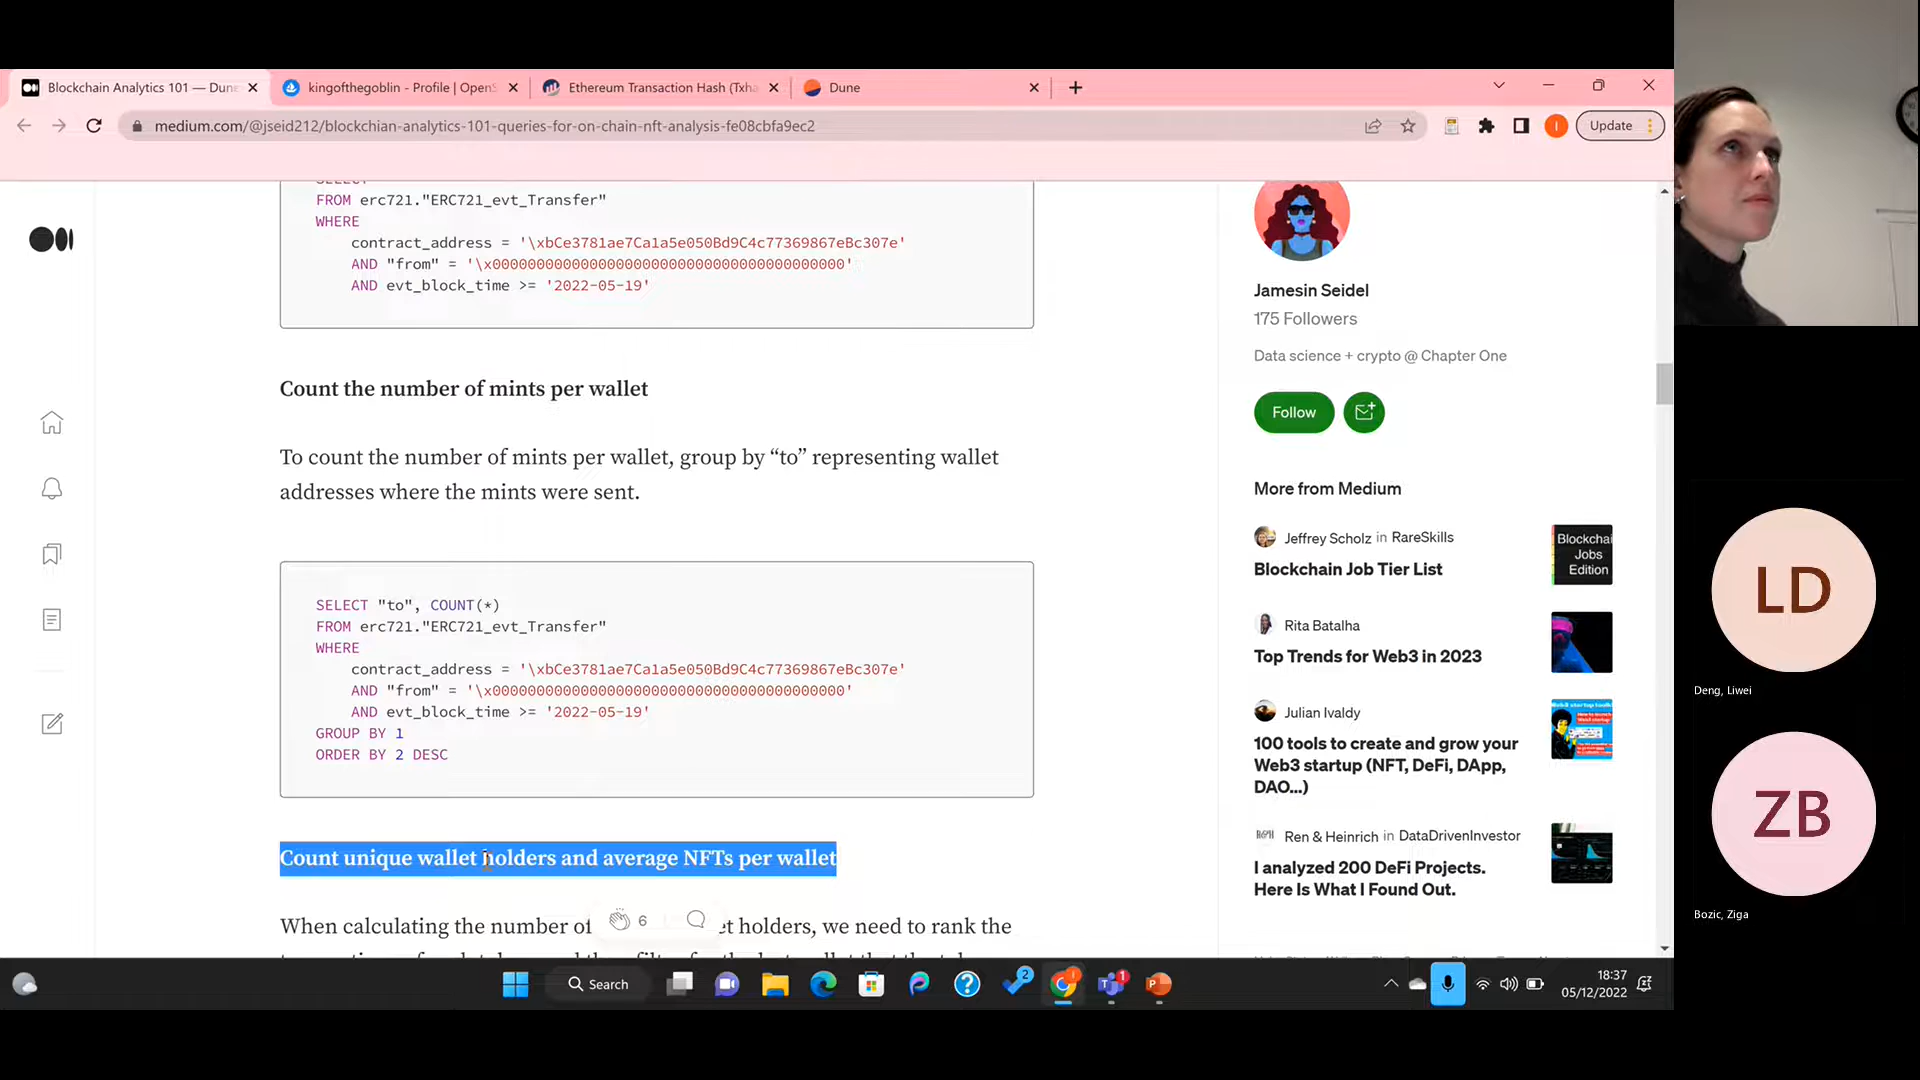 Blockchain Analytics 101 — Dune
kingofthegoblin - Profile | OpenS
Ethereum Transaction Hash (Txha
Dune
medium.com/@jseid212/blockchian-analytics-101-queries-for-on-chain-nft-analysis-fe08cbfa9ec2
Update
SELECT
FROM erc721."ERC721_evt_Transfer"
WHERE
contract_address = '\xbCe3781ae7Ca1a5e050Bd9C4c77369867eBc307e'
AND "from" = '\x0000000000000000000000000000000000000000'
AND evt_block_time >= '2022-05-19'
Count the number of mints per wallet
To count the number of mints per wallet, group by “to” representing wallet
addresses where the mints were sent.
SELECT "to", COUNT(*)
FROM erc721."ERC721_evt_Transfer"
WHERE
contract_address = '\xbCe3781ae7Ca1a5e050Bd9C4c77369867eBc307e'
AND "from" = '\x0000000000000000000000000000000000000000'
AND evt_block_time >= '2022-05-19'
GROUP BY 1
ORDER BY 2 DESC
Count unique wallet holders and average NFTs per wallet
When calculating the number of et holders, we need to rank the
6
Jamesin Seidel
175 Followers
Data science + crypto @ Chapter One
Follow
More from Medium
Jeffrey Scholz in RareSkills
Blockchain Job Tier List
Blockchai
Jobs
Edition
Rita Batalha
Top Trends for Web3 in 2023
Julian Ivaldy
100 tools to create and grow your
Web3 startup (NFT, DeFi, DApp,
DAO...)
Ren & Heinrich in DataDrivenInvestor
I analyzed 200 DeFi Projects.
Here Is What I Found Out.
Search
2
1
18:37
05/12/2022
LD
Deng, Liwei
ZB
Bozic, Ziga